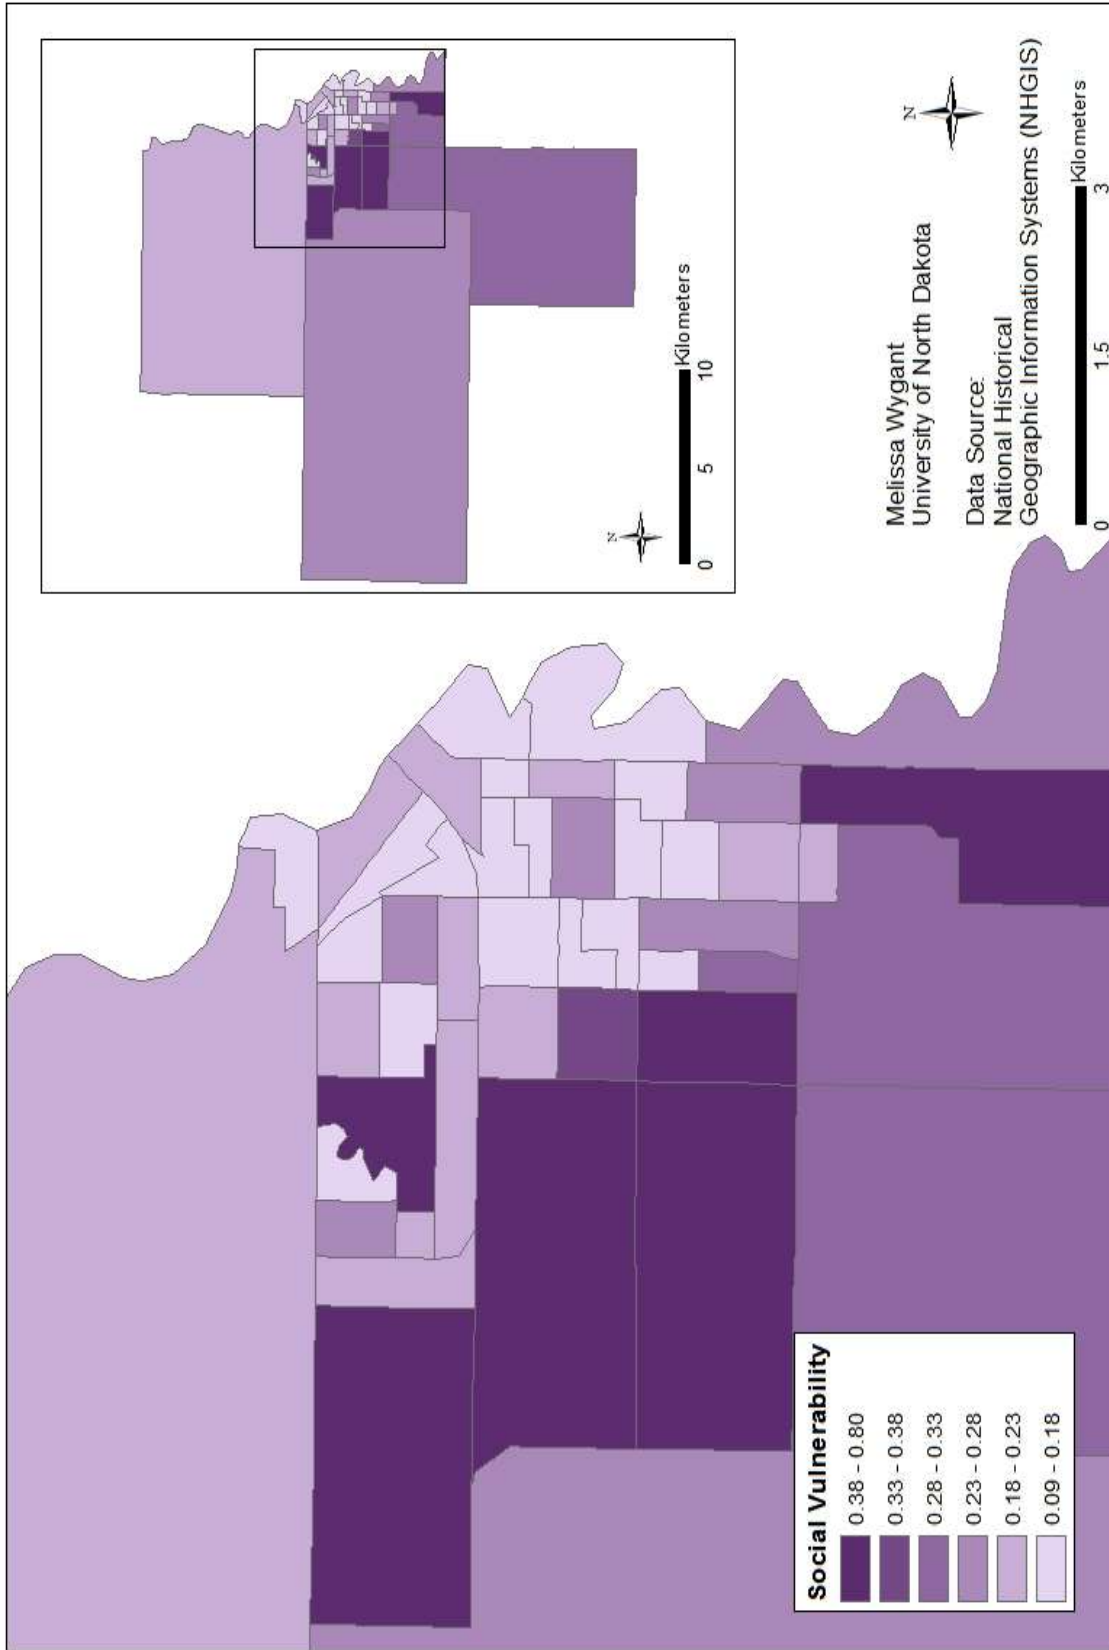 N
0
5
10
Kilometers
Melissa Wygant
University of North Dakota
Data Source:
National Historical
Geographic Information Systems (NHGIS)
N
0
1.5
3
Kilometers
Social Vulnerability
0.38 - 0.80
0.33 - 0.38
0.28 - 0.33
0.23 - 0.28
0.18 - 0.23
0.09 - 0.18